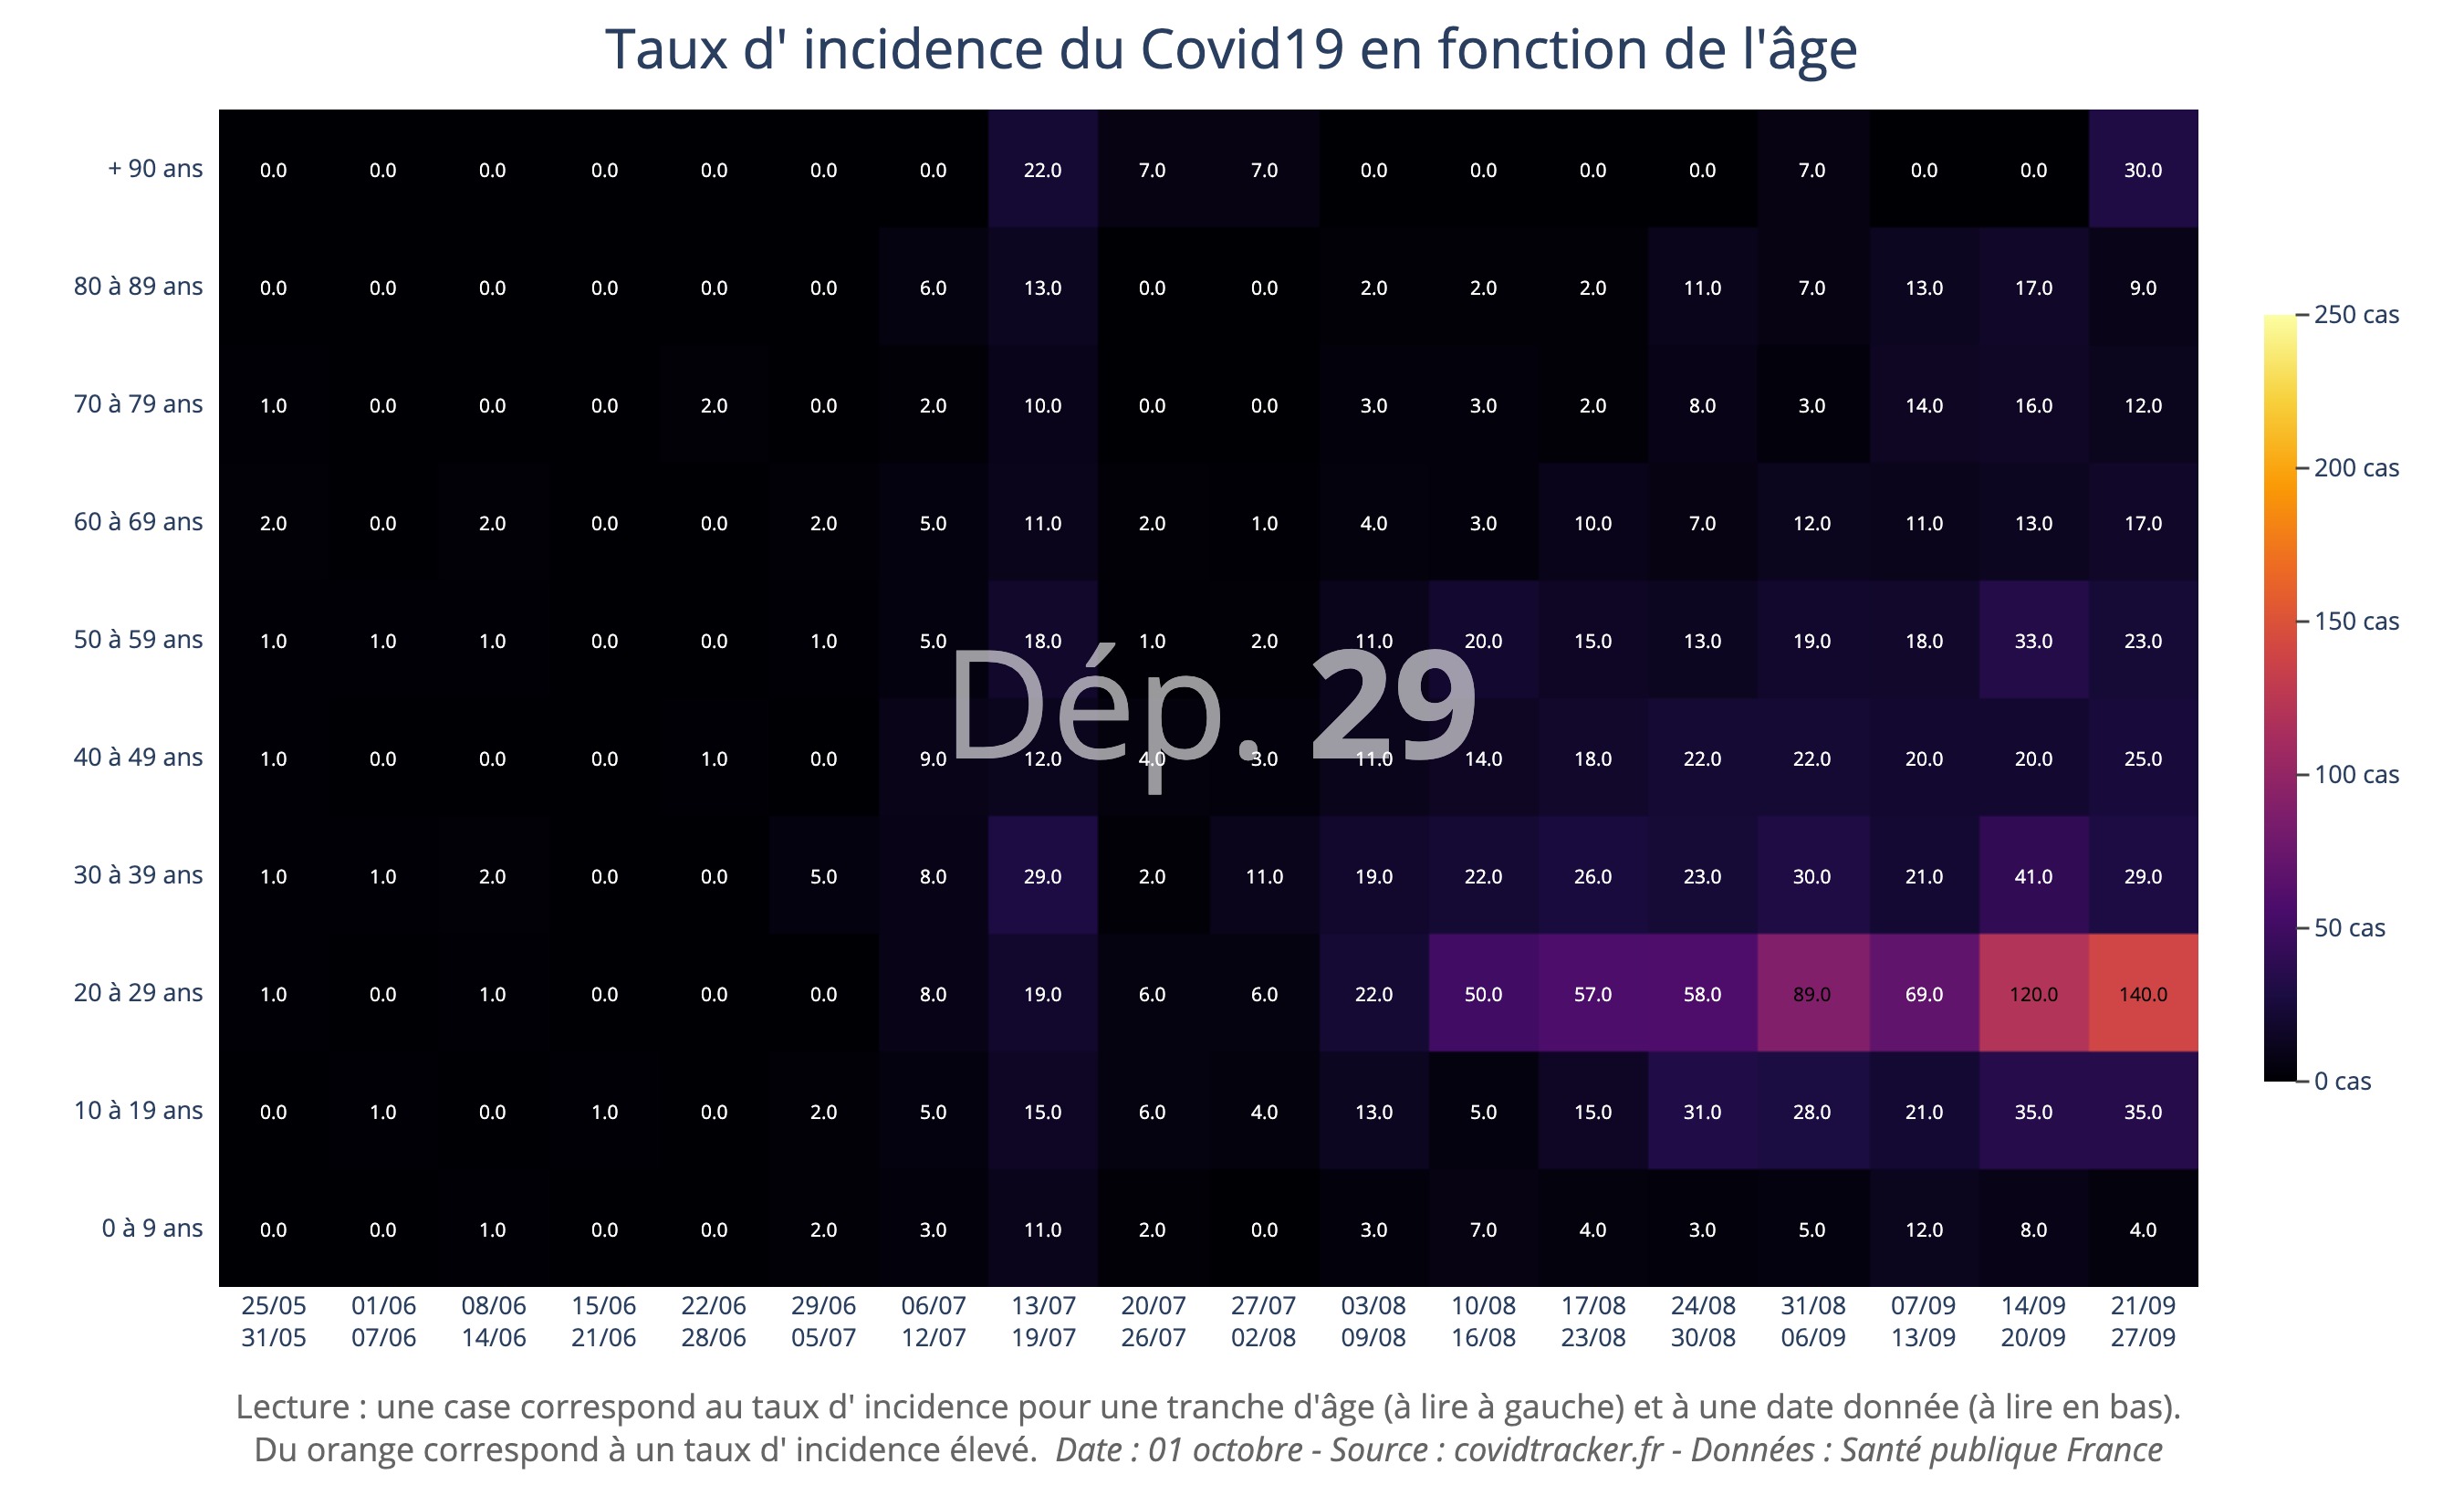 Taux d' incidence du Covid19 en fonction de l'âge
+ 90 ans 0.0 0.0 0.0 0.0 0.0 0.0 0.0 22.0 7.0 7.0 0.0 0.0 0.0 0.0 7.0 0.0 0.0 30.0
80 à 89 ans 0.0 0.0 0.0 0.0 0.0 0.0 6.0 13.0 0.0 0.0 2.0 2.0 2.0 11.0 7.0 13.0 17.0 9.0
70 à 79 ans 1.0 0.0 0.0 0.0 2.0 0.0 2.0 10.0 0.0 0.0 3.0 3.0 2.0 8.0 3.0 14.0 16.0 12.0
60 à 69 ans 2.0 0.0 2.0 0.0 0.0 2.0 5.0 11.0 2.0 1.0 4.0 3.0 10.0 7.0 12.0 11.0 13.0 17.0
50 à 59 ans 1.0 1.0 1.0 0.0 0.0 1.0 5.0 18.0 1.0 2.0 11.0 20.0 15.0 13.0 19.0 18.0 33.0 23.0
Dép. 29
40 à 49 ans 1.0 0.0 0.0 0.0 1.0 0.0 9.0 12.0 4.0 3.0 11.0 14.0 18.0 22.0 22.0 20.0 20.0 25.0
30 à 39 ans 1.0 1.0 2.0 0.0 0.0 5.0 8.0 29.0 2.0 11.0 19.0 22.0 26.0 23.0 30.0 21.0 41.0 29.0
20 à 29 ans 1.0 0.0 1.0 0.0 0.0 0.0 8.0 19.0 6.0 6.0 22.0 50.0 57.0 58.0 89.0 69.0 120.0 140.0
10 à 19 ans 0.0 1.0 0.0 1.0 0.0 2.0 5.0 15.0 6.0 4.0 13.0 5.0 15.0 31.0 28.0 21.0 35.0 35.0
0 à 9 ans 0.0 0.0 1.0 0.0 0.0 2.0 3.0 11.0 2.0 0.0 3.0 7.0 4.0 3.0 5.0 12.0 8.0 4.0
25/05 01/06 08/06 15/06 22/06 29/06 06/07 13/07 20/07 27/07 03/08 10/08 17/08 24/08 31/08 07/09 14/09 21/09
31/05 07/06 14/06 21/06 28/06 05/07 12/07 19/07 26/07 02/08 09/08 16/08 23/08 30/08 06/09 13/09 20/09 27/09
250 cas
200 cas
150 cas
100 cas
50 cas
0 cas
Lecture : une case correspond au taux d' incidence pour une tranche d'âge (à lire à gauche) et à une date donnée (à lire en bas).
Du orange correspond à un taux d' incidence élevé. Date : 01 octobre - Source : covidtracker.fr - Données : Santé publique France